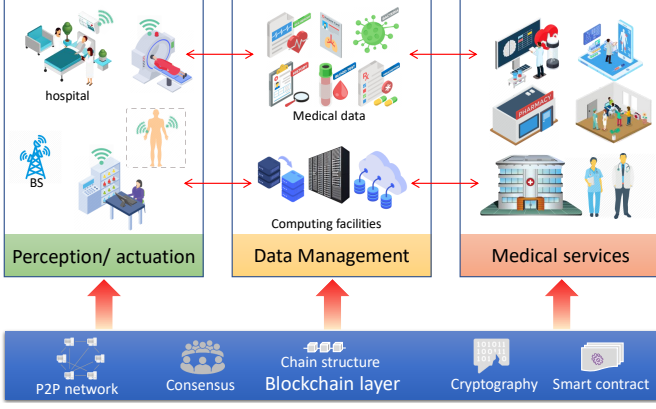 hospital
BS
Perception/ actuation
Medical data
Computing facilities
Data Management
PHARMACY
Medical services
P2P network
Consensus
Chain structure
Blockchain layer
101011
Cryptography
Smart contract